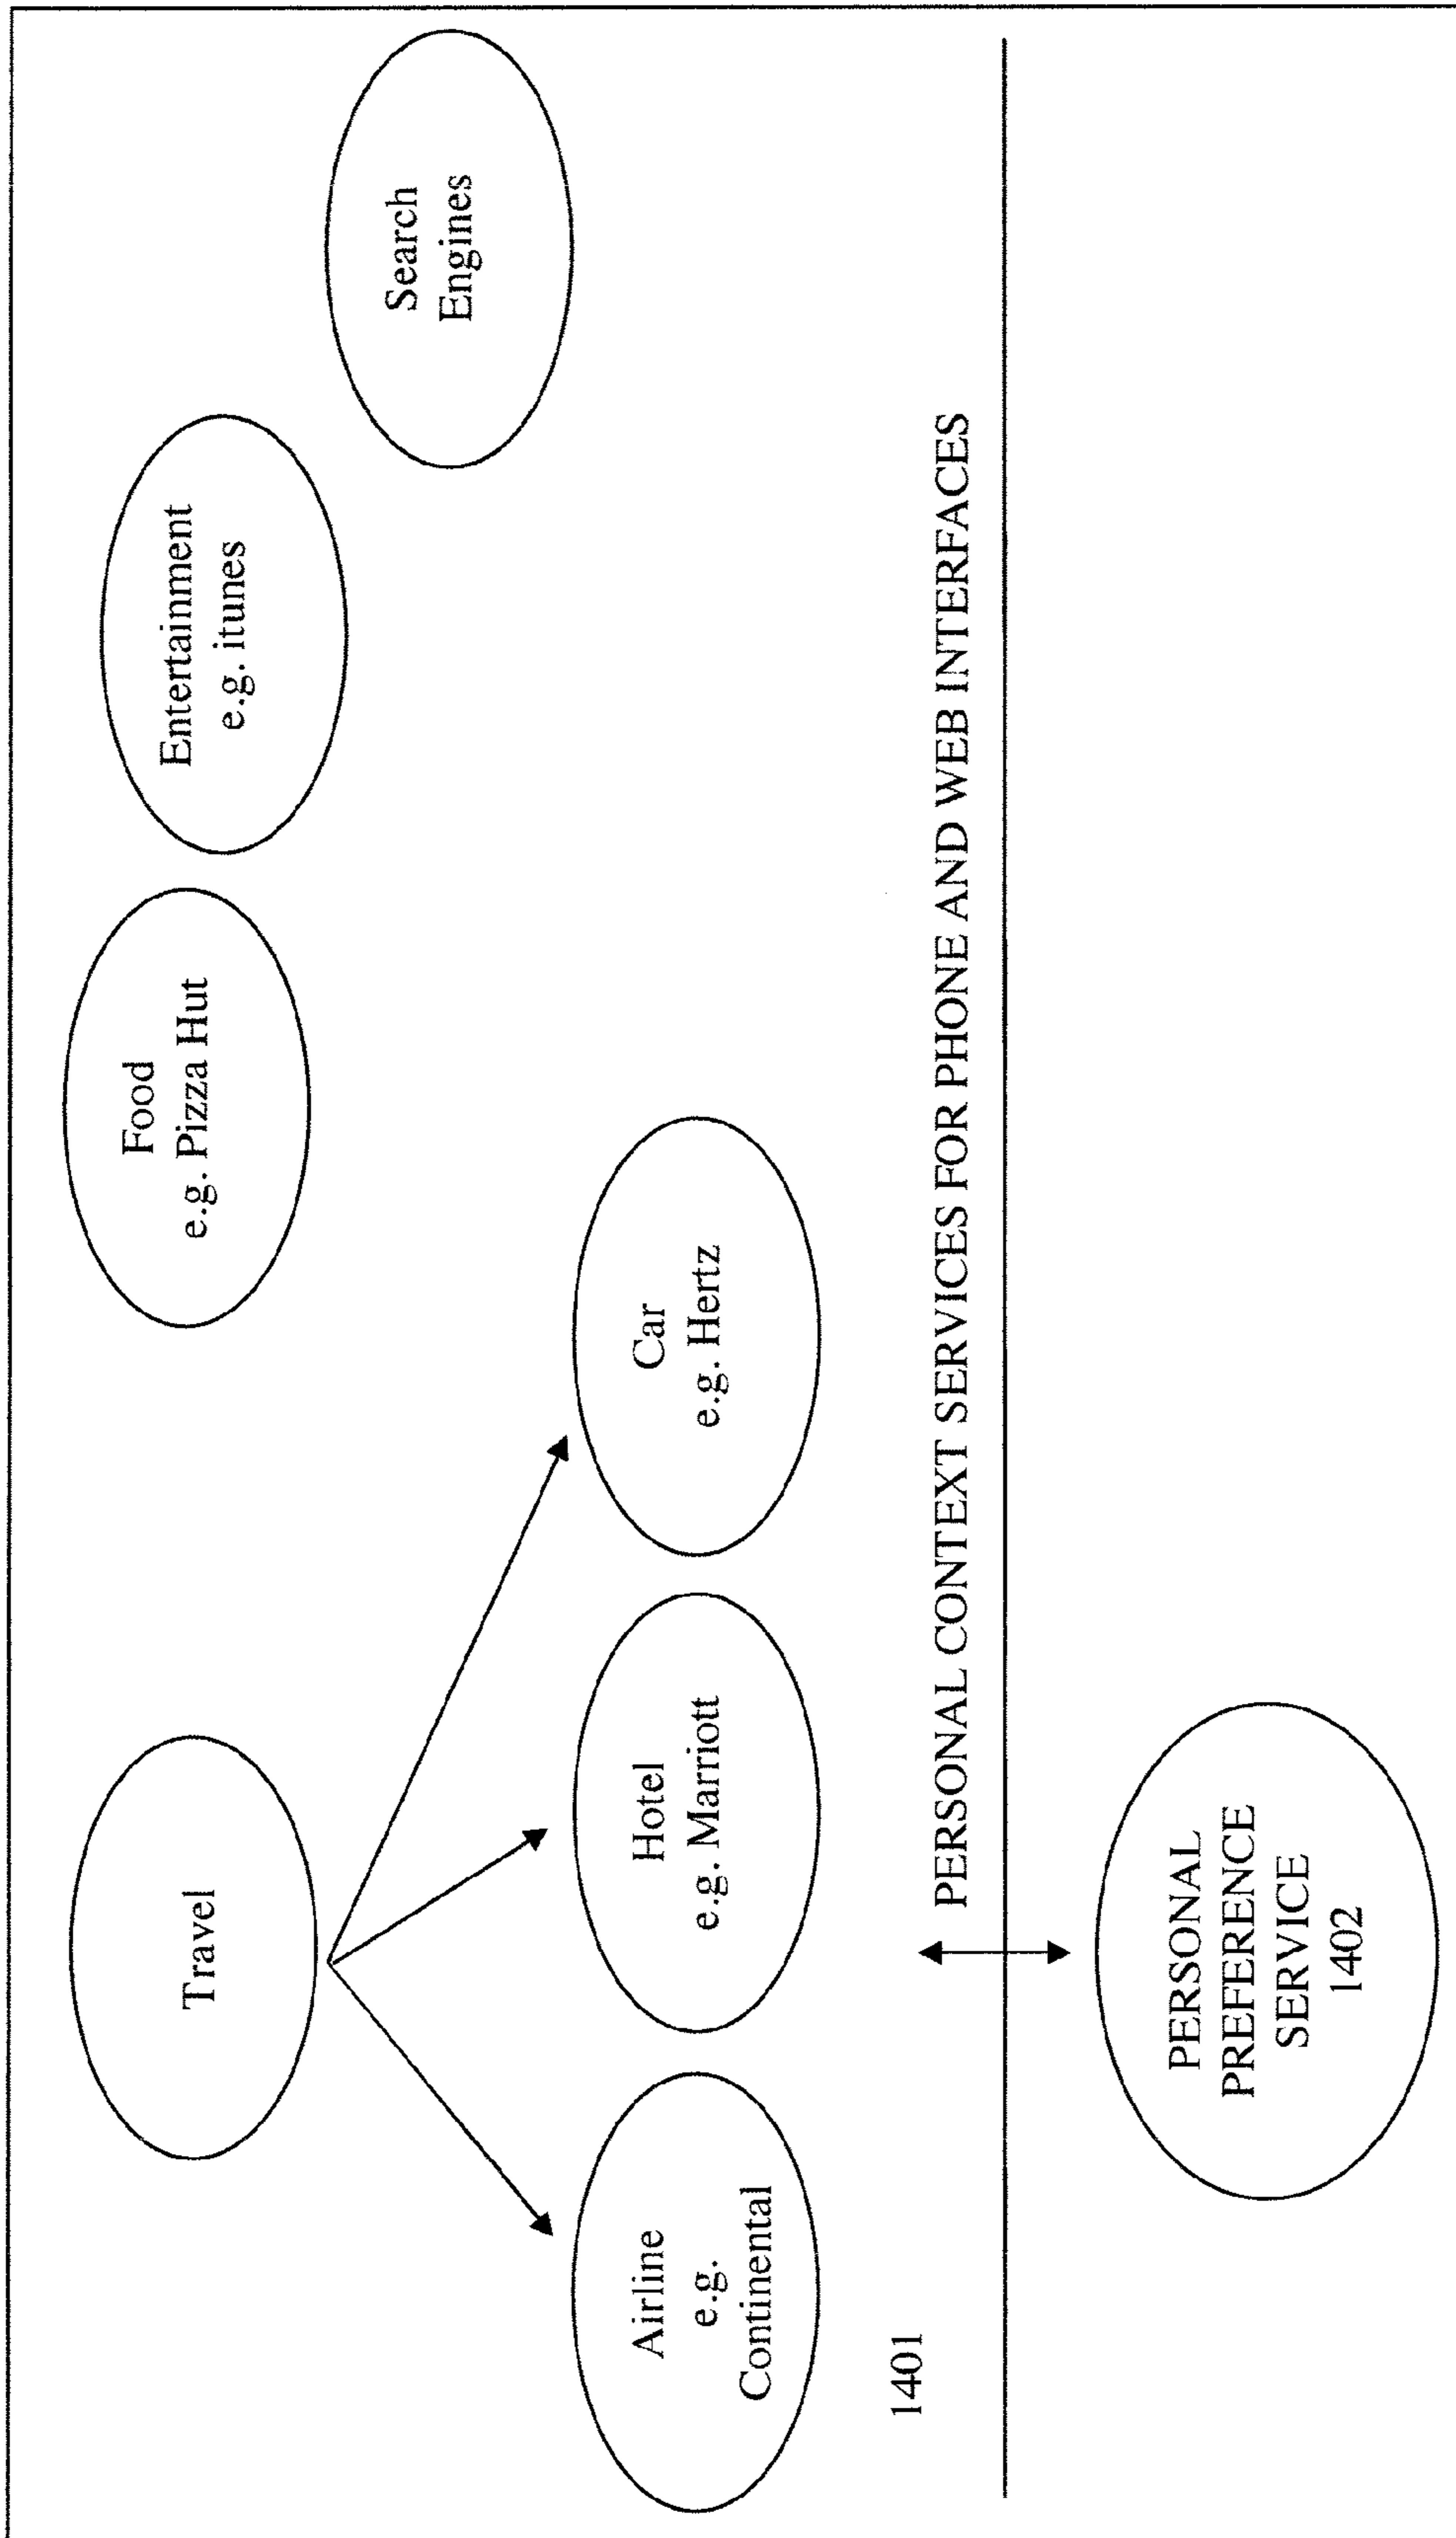 Travel
Food
e.g. Pizza Hut
Entertainment
e.g. itunes
Search
Engines
Airline
e.g.
Continental
Hotel
e.g. Marriott
Car
e.g. Hertz
1401
PERSONAL CONTEXT SERVICES FOR PHONE AND WEB INTERFACES
PERSONAL
PREFERENCE
SERVICE
1402